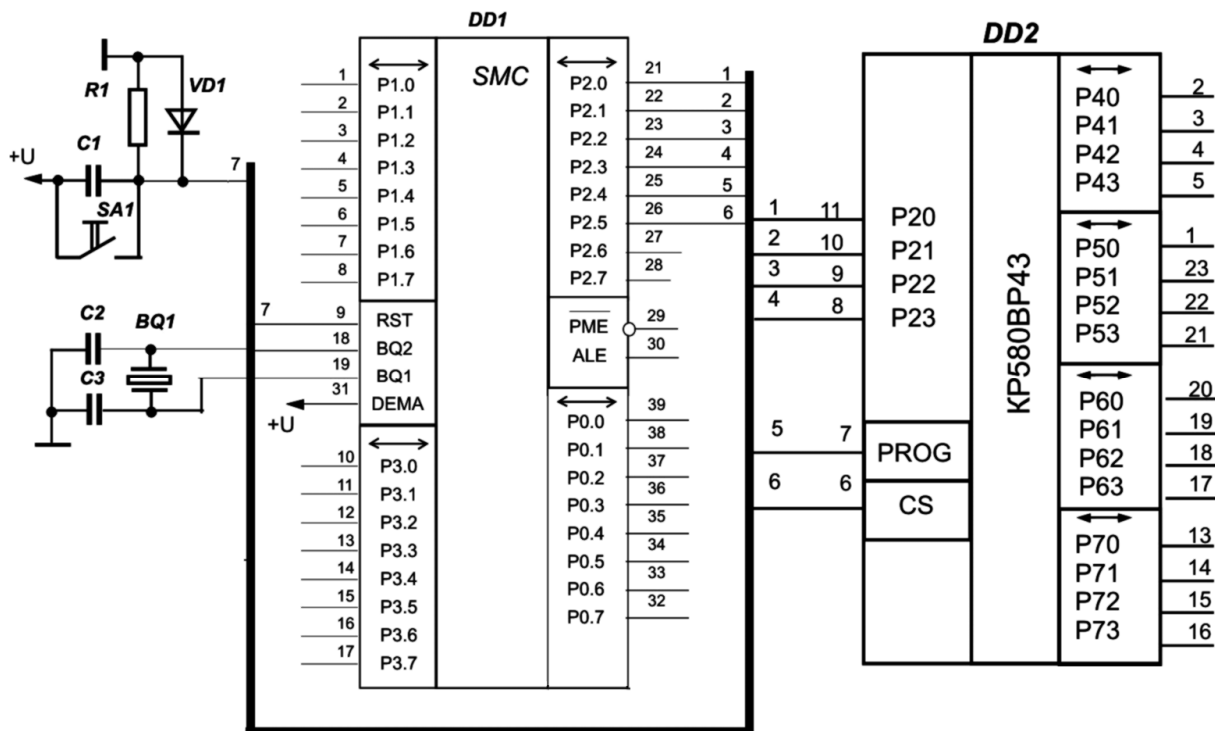 DD1
DD2
SMC
КР580ВР43
R1
VD1
C1
+U
SA1
7
C2
BQ1
C3
+U
7
1 P1.0
2 P1.1
3 P1.2
4 P1.3
5 P1.4
6 P1.5
7 P1.6
8 P1.7
9 RST
18 BQ2
19 BQ1
31 DEMA
10 P3.0
11 P3.1
12 P3.2
13 P3.3
14 P3.4
15 P3.5
16 P3.6
17 P3.7
P2.0 21 1
P2.1 22 2
P2.2 23 3
P2.3 24 4
P2.4 25 5
P2.5 26 6
P2.6 27
P2.7 28
PME 29
ALE 30
P0.0 39
P0.1 38
P0.2 37
P0.3 36
P0.4 35
P0.5 34
P0.6 33
P0.7 32
1 11 P20
2 10 P21
3 9 P22
4 8 P23
5 7 PROG
6 6 CS
P40 2
P41 3
P42 4
P43 5
P50 1
P51 23
P52 22
P53 21
P60 20
P61 19
P62 18
P63 17
P70 13
P71 14
P72 15
P73 16